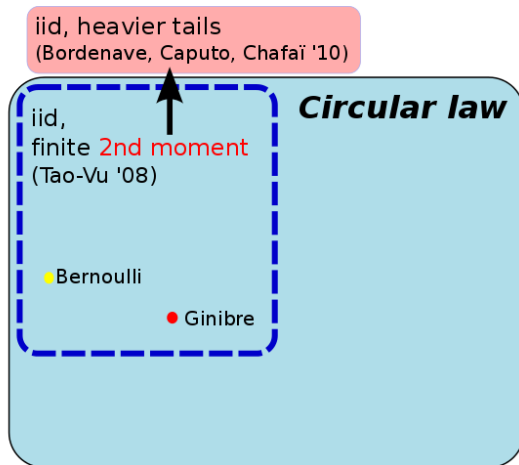 iid, heavier tails
(Bordenave, Caputo, Chafaï '10)
Circular law
iid,
finite 2nd moment
(Tao-Vu '08)
Bernoulli
Ginibre